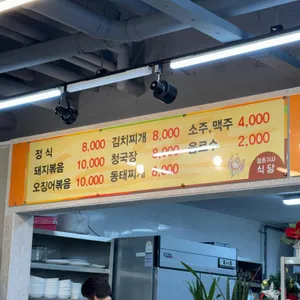 정 식 8,000 김치찌개 8,000 소주,맥주 4,000
돼지볶음 10,000 청국장 8,000 음료수 2,000
오징어볶음 10,000 동태찌개 8,000
식당